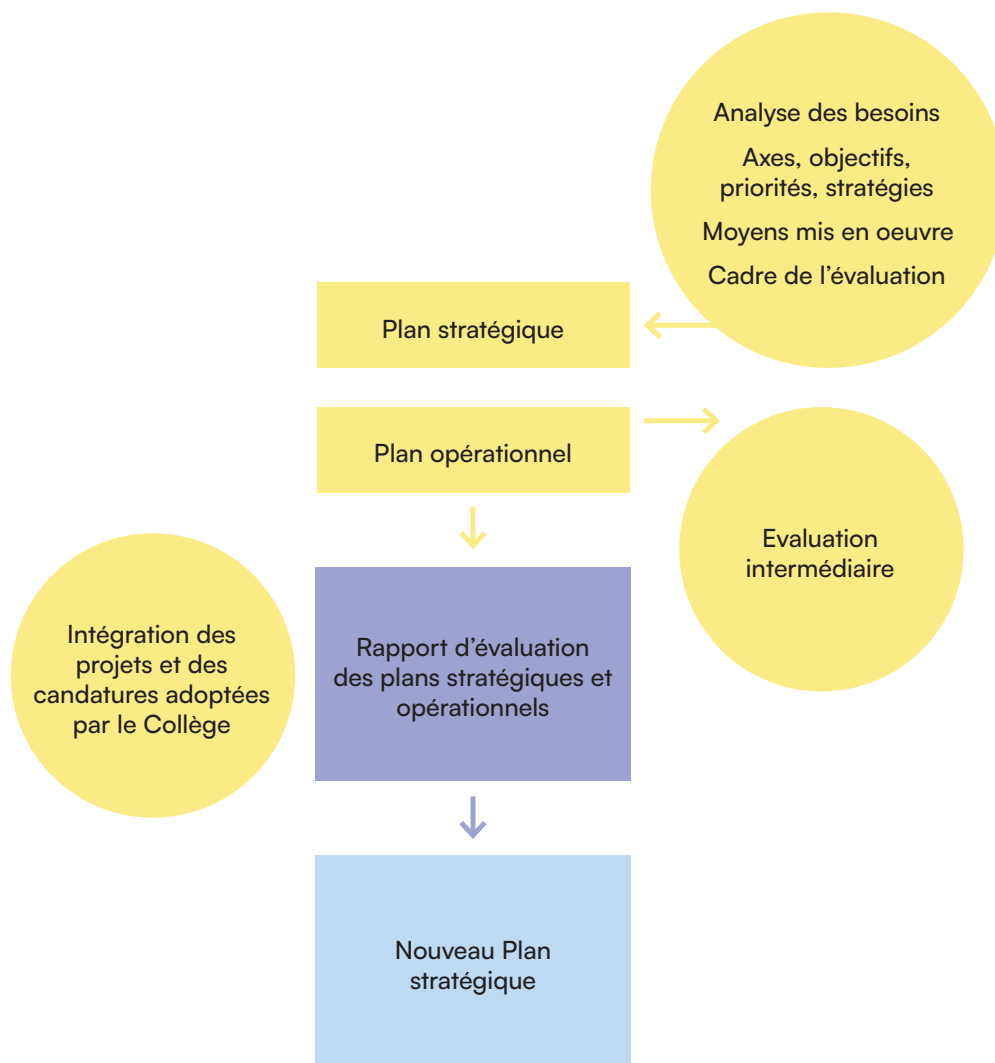 Analyse des besoins
Axes, objectifs,
priorités, stratégies
Moyens mis en oeuvre
Cadre de l’évaluation
Plan stratégique
Plan opérationnel
Evaluation
intermédiaire
Intégration des
projets et des
candatures adoptées
par le Collège
Rapport d’évaluation
des plans stratégiques et
opérationnels
Nouveau Plan
stratégique